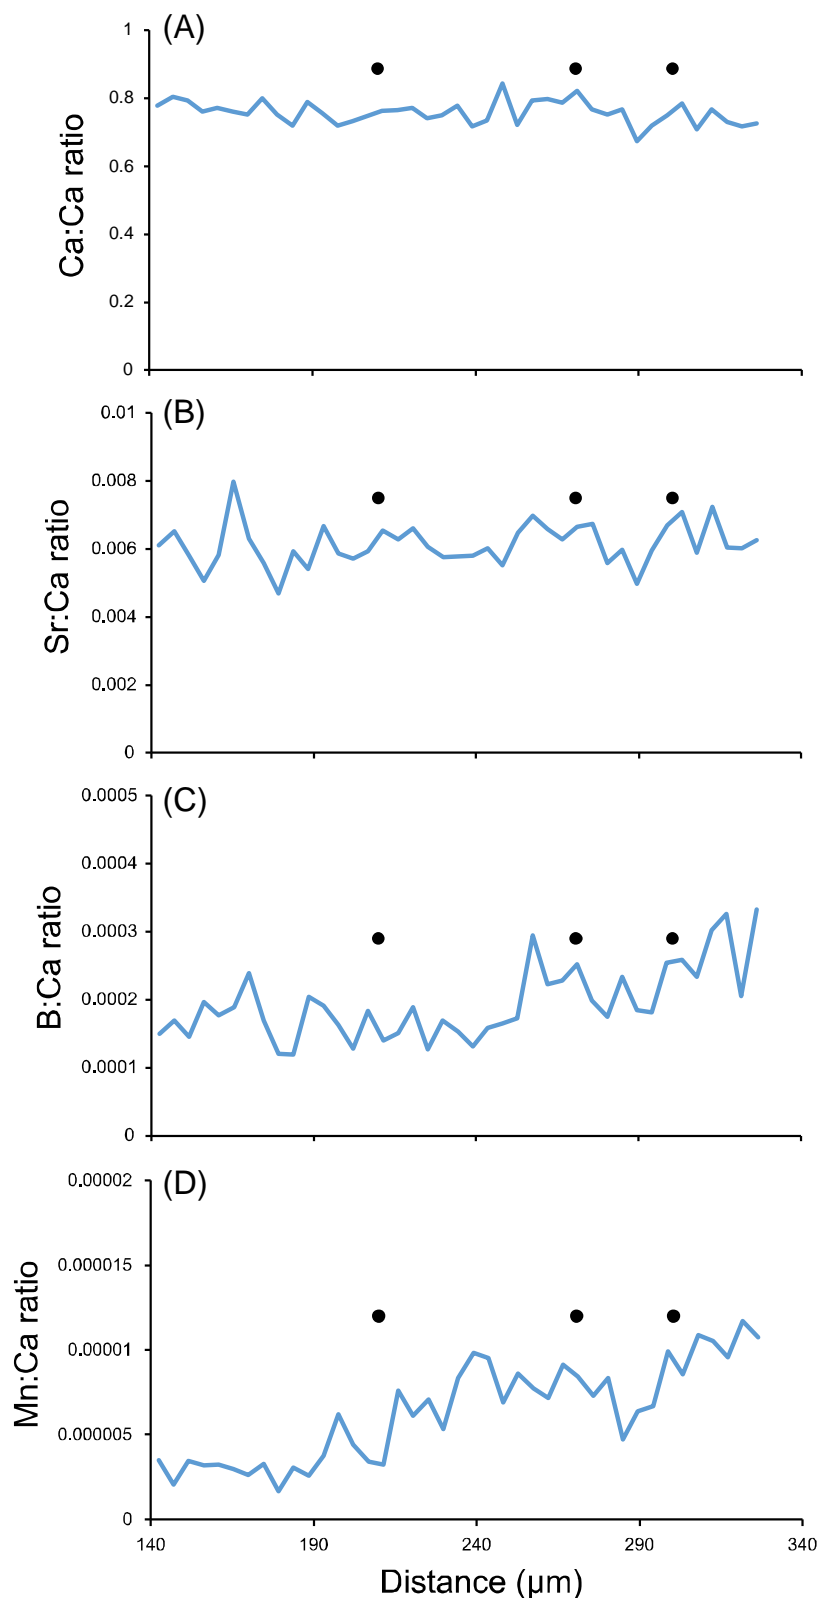 (A)
1
0.8
0.6
0.4
0.2
0
Ca:Ca ratio
(B)
0.01
0.008
0.006
0.004
0.002
0
Sr:Ca ratio
(C)
0.0005
0.0004
0.0003
0.0002
0.0001
0
B:Ca ratio
(D)
0.00002
0.000015
0.00001
0.000005
0
Mn:Ca ratio
140 190 240 290 340
Distance (µm)